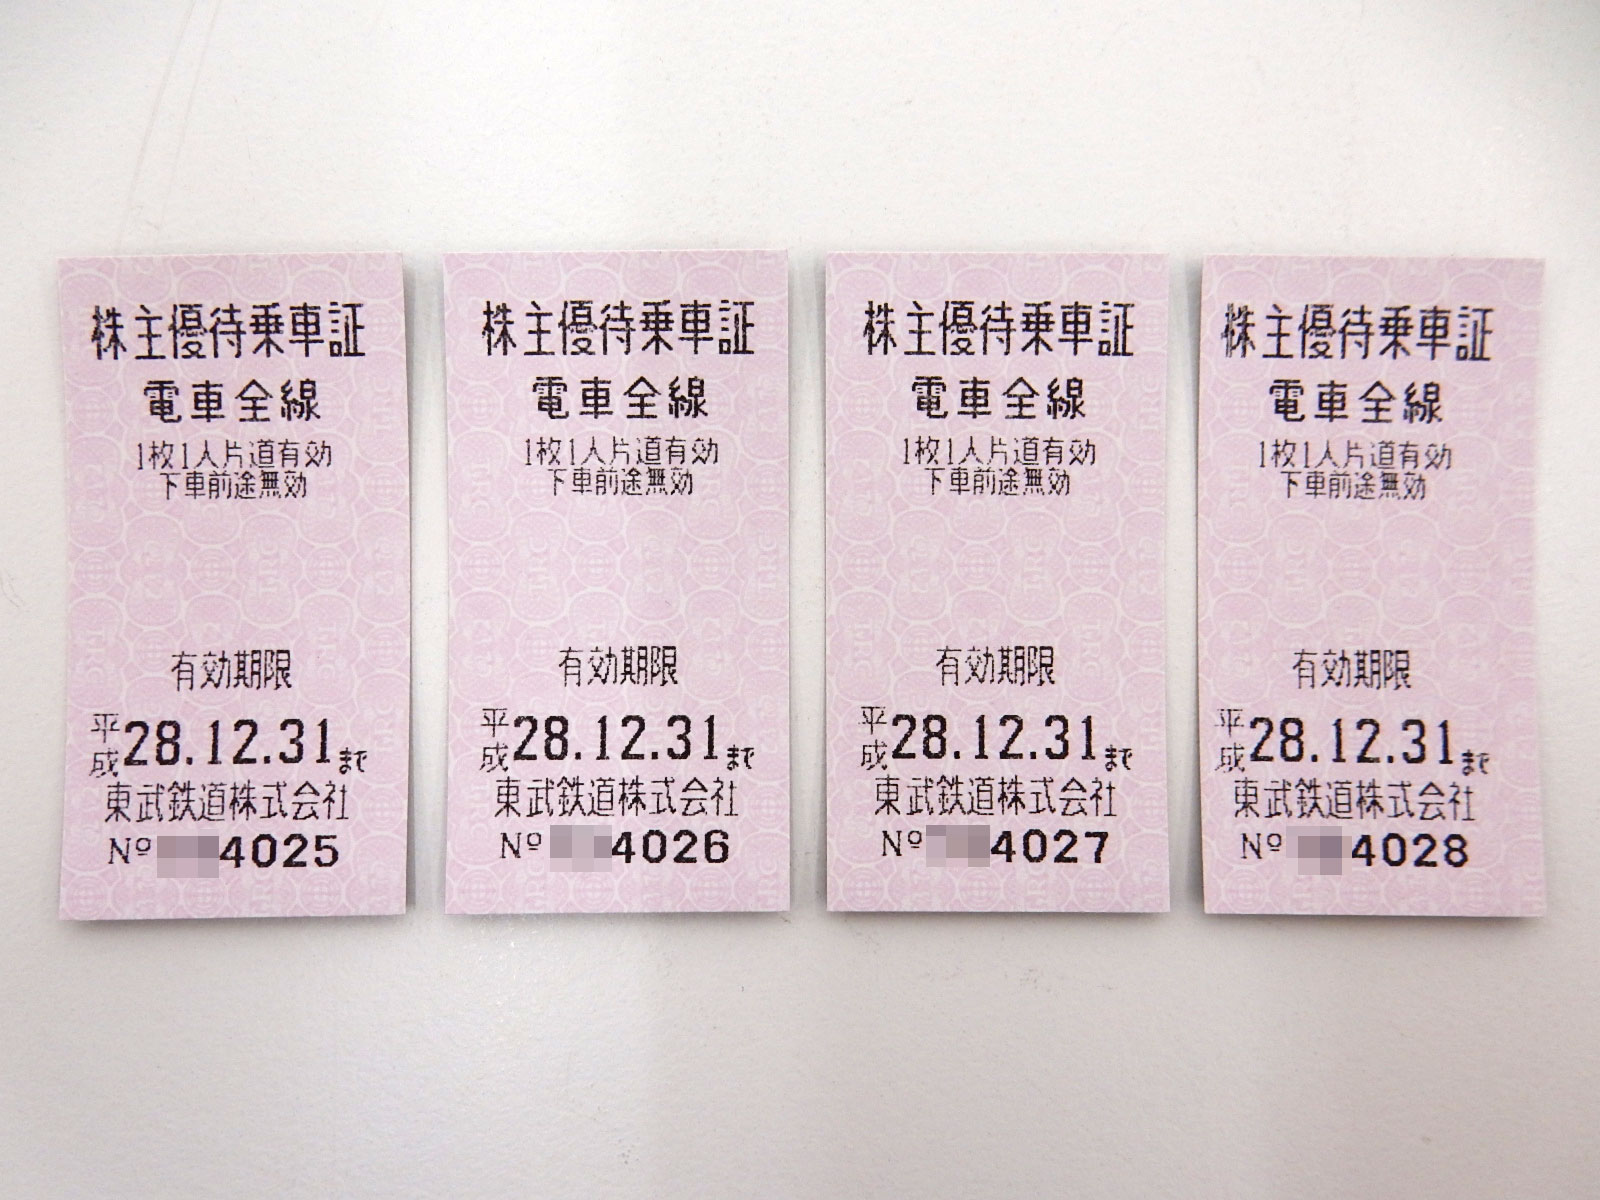 株主優待乗車証
電車全線
1枚1人片道有効
下車前途無効
有効期限
平成28.12.31まで
東武鉄道株式会社
Nº 4025
株主優待乗車証
電車全線
1枚1人片道有効
下車前途無効
有効期限
平成28.12.31まで
東武鉄道株式会社
Nº 4026
株主優待乗車証
電車全線
1枚1人片道有効
下車前途無効
有効期限
平成28.12.31まで
東武鉄道株式会社
Nº 4027
株主優待乗車証
電車全線
1枚1人片道有効
下車前途無効
有効期限
平成28.12.31まで
東武鉄道株式会社
Nº 4028